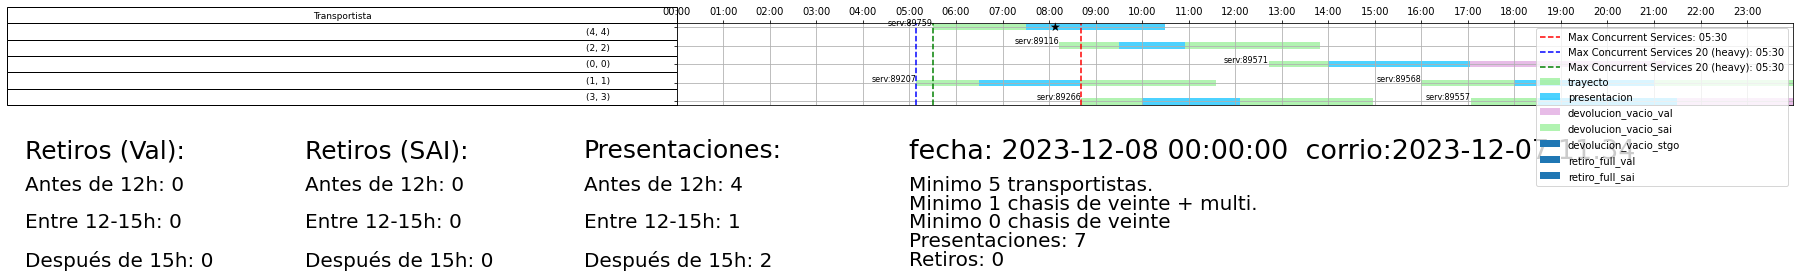 Transportista
00:00 01:00 02:00 03:00 04:00 05:00 06:00 07:00 08:00 09:00 10:00 11:00 12:00 13:00 14:00 15:00 16:00 17:00 18:00 19:00 20:00 21:00 22:00 23:00
(4, 4) serv:89759
(2, 2) serv:89116
(0, 0) serv:89571
(1, 1) serv:89207 serv:89568
(3, 3) serv:89266 serv:89557
Max Concurrent Services: 05:30
Max Concurrent Services 20 (heavy): 05:30
Max Concurrent Services 20 (heavy): 05:30
trayecto
presentacion
devolucion_vacio_val
devolucion_vacio_sai
devolucion_vacio_stgo
retiro_full_val
retiro_full_sai
Retiros (Val):
Antes de 12h: 0
Entre 12-15h: 0
Después de 15h: 0
Retiros (SAI):
Antes de 12h: 0
Entre 12-15h: 0
Después de 15h: 0
Presentaciones:
Antes de 12h: 4
Entre 12-15h: 1
Después de 15h: 2
fecha: 2023-12-08 00:00:00 corrio:2023-12-07
Minimo 5 transportistas.
Minimo 1 chasis de veinte + multi.
Minimo 0 chasis de veinte
Presentaciones: 7
Retiros: 0